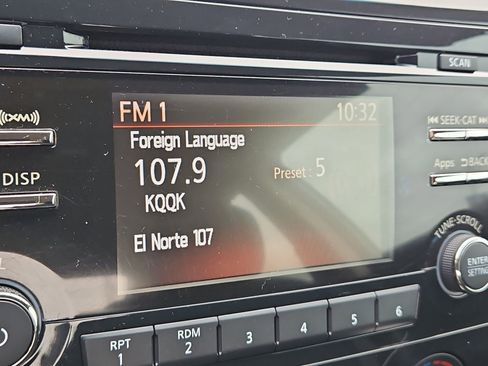 SCAN
((XM))
FM 1 10:32
SEEK·CAT
Foreign Language
107.9 Preset : 5
Apps BACK
DISP
KQQK
El Norte 107
TUNE·SCROLL
ENTER
SETTING
RPT 1
RDM 2
3
4
5
6